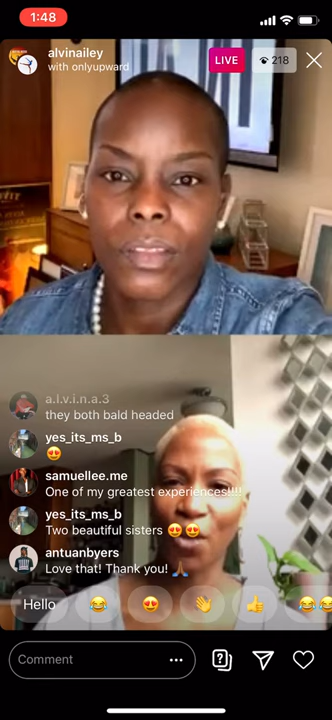 1:48
alvinailey
with onlyupward
LIVE
218
a.l.v.i.n.a.3
they both bald headed
yes_its_ms_b
😍
samuellee.me
One of my greatest experiences!!!!
yes_its_ms_b
Two beautiful sisters 😍😍
antuanbyers
Love that! Thank you! 🙏🏾
Hello 😂 😍 👋 👍 😂😂
Comment